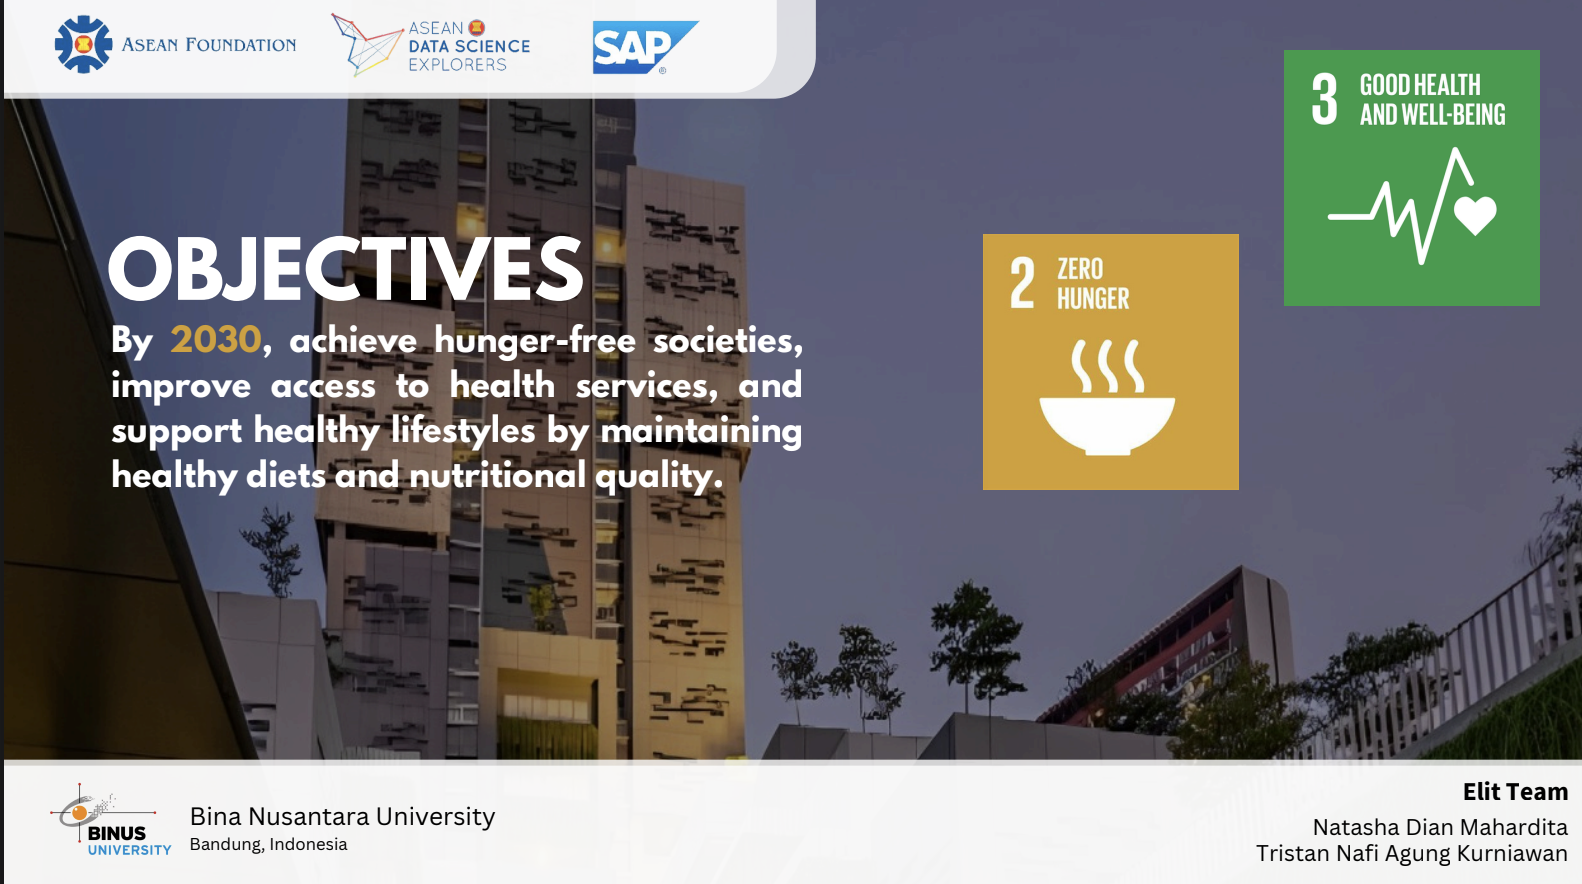 ASEAN FOUNDATION
ASEAN
DATA SCIENCE
EXPLORERS
SAP®
3 GOOD HEALTH
AND WELL-BEING
2 ZERO
HUNGER
OBJECTIVES
By 2030, achieve hunger-free societies,
improve access to health services, and
support healthy lifestyles by maintaining
healthy diets and nutritional quality.
BINUS
UNIVERSITY
Bina Nusantara University
Bandung, Indonesia
Elit Team
Natasha Dian Mahardita
Tristan Nafi Agung Kurniawan